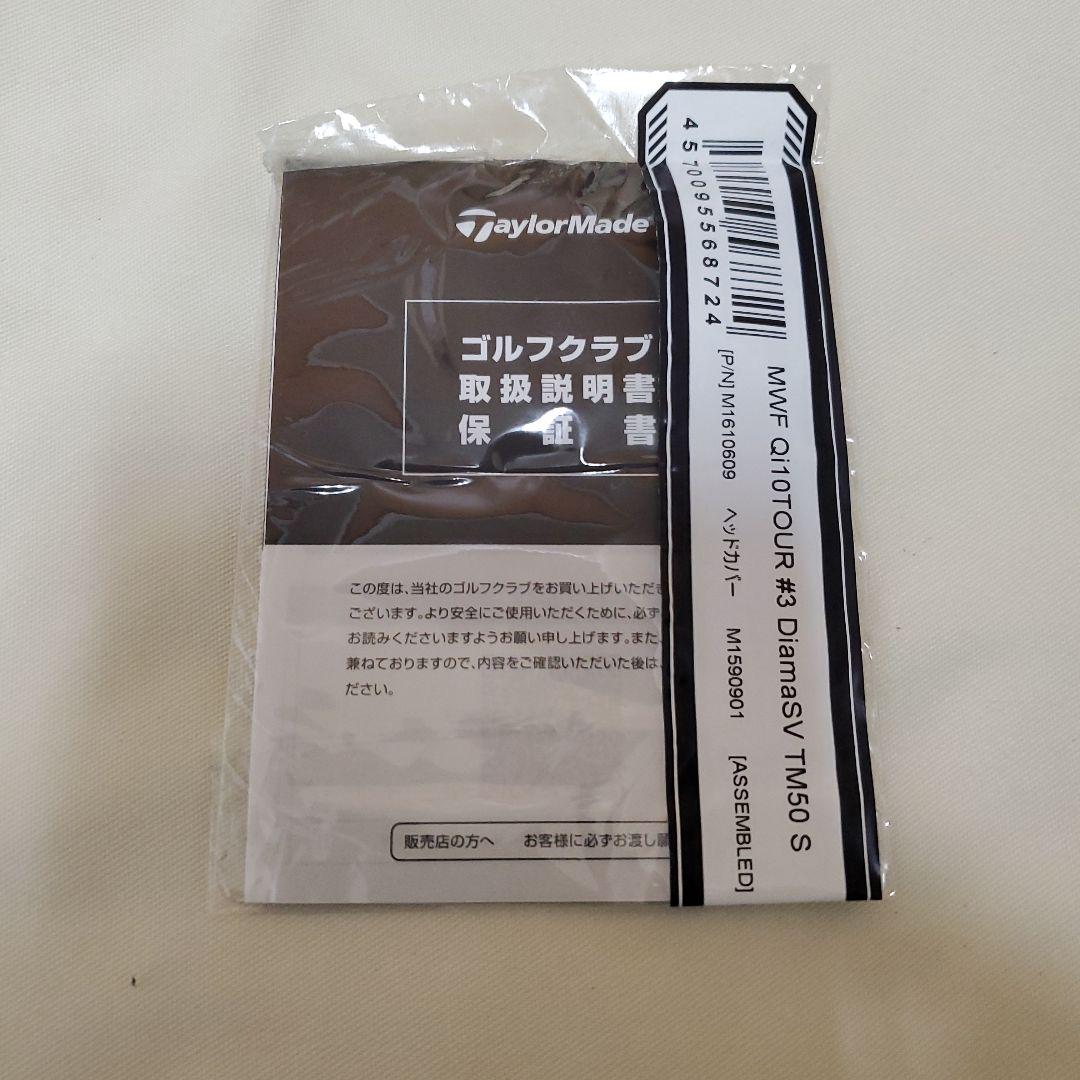 TaylorMade
ゴルフクラブ
取扱説明書
保証書
この度は、当社のゴルフクラブをお買い上げいただき
ございます。より安全にご使用いただくために、必ず
お読みくださいますようお願い申し上げます。また、
兼ねておりますので、内容をご確認いただいた後は、
ださい。
販売店の方へ お客様に必ずお渡し願
4570095568724
MWF Qi10TOUR #3 DiamaSV TM50 S
[P/N] M1610609 ヘッドカバー M1590901 [ASSEMBLED]